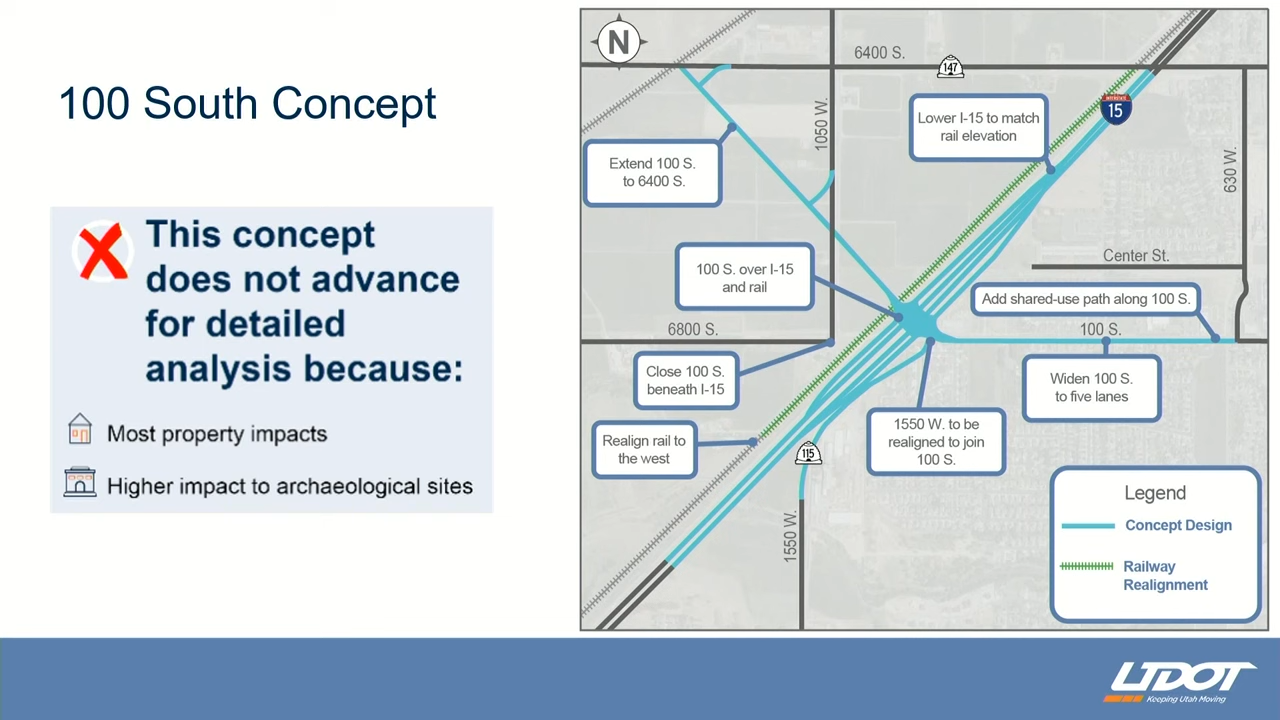 100 South Concept
This concept
does not advance
for detailed
analysis because:
Most property impacts
Higher impact to archaeological sites
N
6400 S.
147
INTERSTATE
15
1050 W.
630 W.
Lower I-15 to match
rail elevation
Extend 100 S.
to 6400 S.
100 S. over I-15
and rail
Center St.
Add shared-use path along 100 S.
6800 S.
100 S.
Close 100 S.
beneath I-15
Widen 100 S.
to five lanes
Realign rail to
the west
1550 W. to be
realigned to join
100 S.
115
1550 W.
Legend
Concept Design
Railway
Realignment
UDOT
Keeping Utah Moving